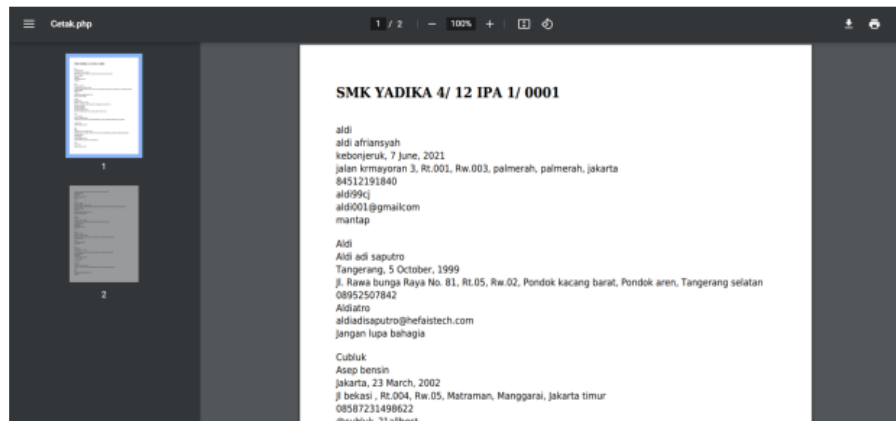 Cetak.php
1 / 2
100%
1
2
SMK YADIKA 4/ 12 IPA 1/ 0001
aldi
aldi afriansyah
kebonjeruk, 7 June, 2021
jalan krmayoran 3, Rt.001, Rw.003, palmerah, palmerah, jakarta
84512191840
aldi99cj
aldi001@gmailcom
mantap
Aldi
Aldi adi saputro
Tangerang, 5 October, 1999
Jl. Rawa bunga Raya No. 81, Rt.05, Rw.02, Pondok kacang barat, Pondok aren, Tangerang selatan
08952507842
Aldiatro
aldiadisaputro@hefaistech.com
Jangan lupa bahagia
Cubluk
Asep bensin
Jakarta, 23 March, 2002
Jl bekasi , Rt.004, Rw.05, Matraman, Manggarai, Jakarta timur
08587231498622